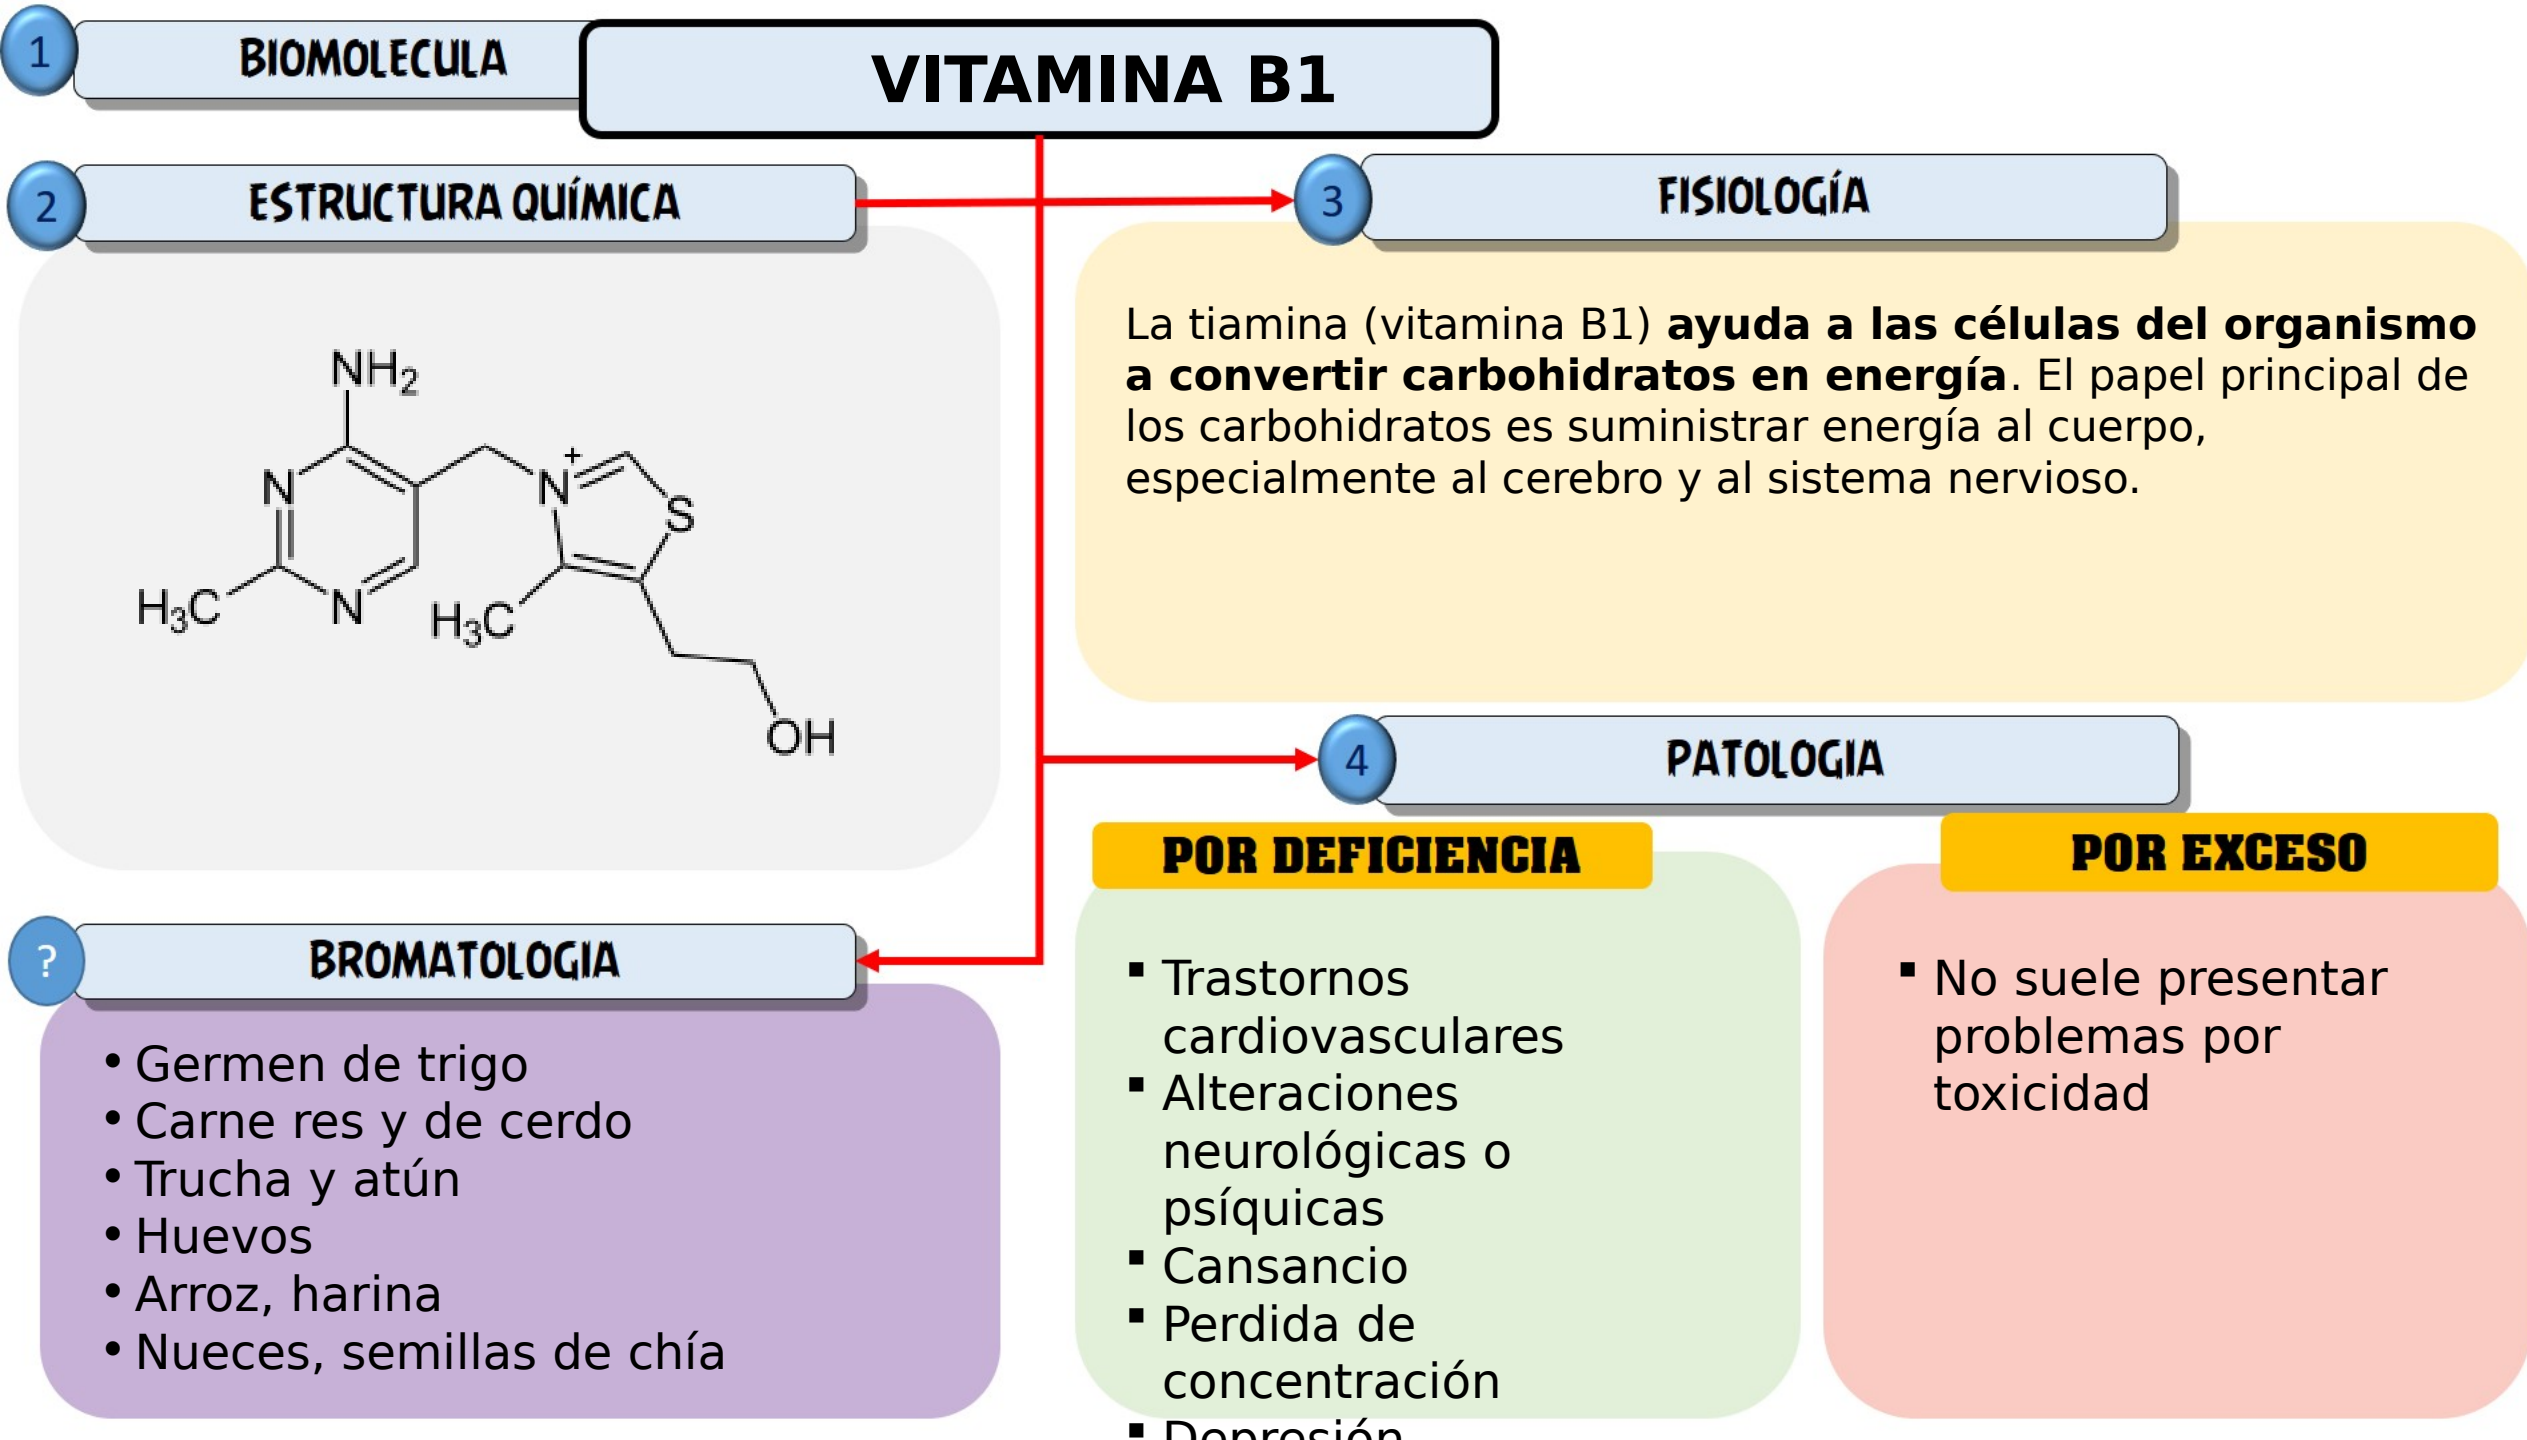 1
BIOMOLECULA
VITAMINA B1
2
ESTRUCTURA QUÍMICA
NH2
N
N
+
S
N
H3C
H3C
OH
3
FISIOLOGÍA
La tiamina (vitamina B1) ayuda a las células del organismo
a convertir carbohidratos en energía. El papel principal de
los carbohidratos es suministrar energía al cuerpo,
especialmente al cerebro y al sistema nervioso.
4
PATOLOGIA
POR DEFICIENCIA
▪ Trastornos
cardiovasculares
▪ Alteraciones
neurológicas o
psíquicas
▪ Cansancio
▪ Perdida de
concentración
▪ Depresión
POR EXCESO
▪ No suele presentar
problemas por
toxicidad
?
BROMATOLOGIA
• Germen de trigo
• Carne res y de cerdo
• Trucha y atún
• Huevos
• Arroz, harina
• Nueces, semillas de chía